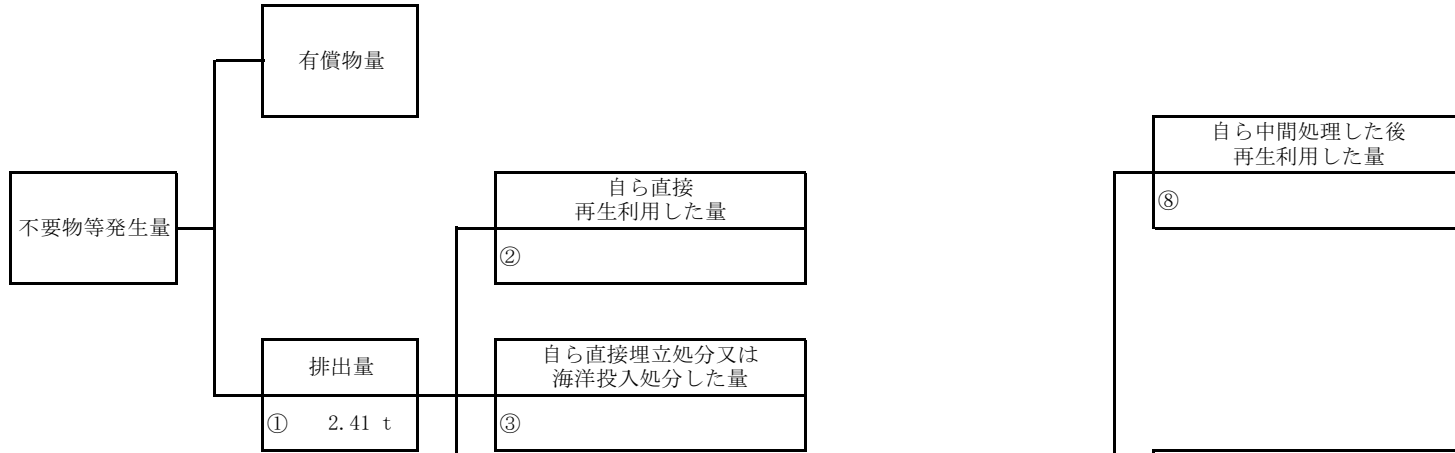 有償物量
自ら中間処理した後
再生利用した量
⑧
不要物等発生量
自ら直接
再生利用した量
②
排出量
① 2.41 t
自ら直接埋立処分又は
海洋投入処分した量
③